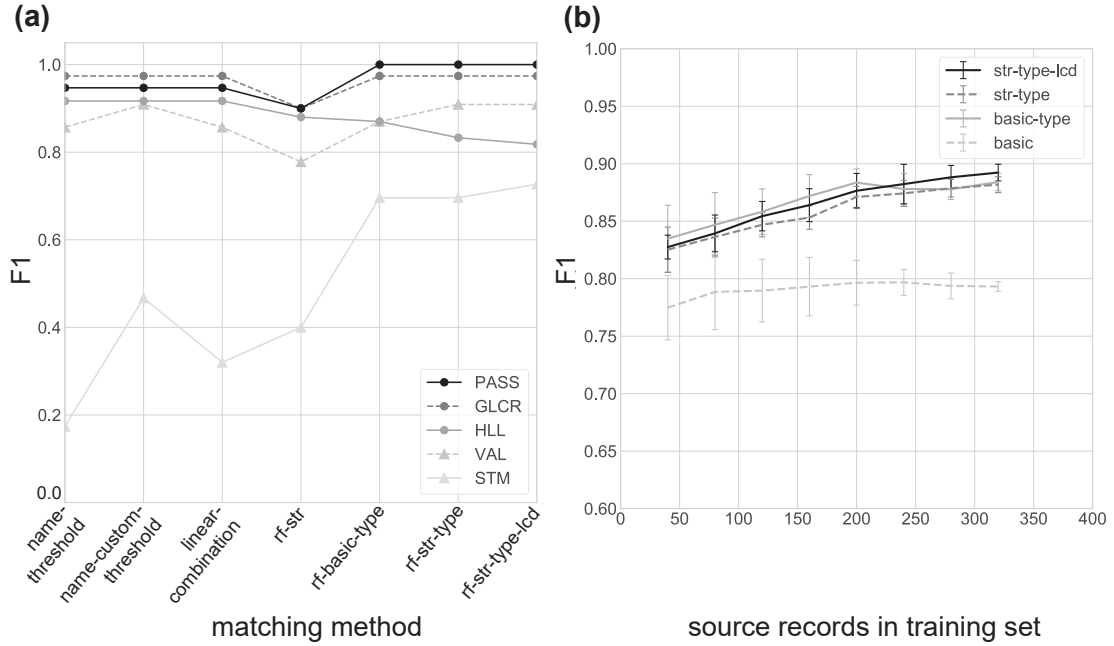 (a)
F1
1.0
0.8
0.6
0.4
0.2
0.0
PASS
GLCR
HLL
VAL
STM
name-
threshold
name-custom-
threshold
linear-
combination
rf-str
rf-basic-type
rf-str-type
rf-str-type-lcd
matching method
(b)
F1
1.00
0.95
0.90
0.85
0.80
0.75
0.70
0.65
0.60
str-type-lcd
str-type
basic-type
basic
0 50 100 150 200 250 300 350 400
source records in training set